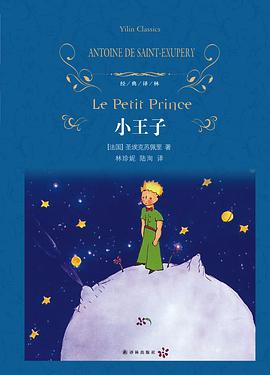 Yilin Classics
ANTOINE DE SAINT-EXUPERY
经/典/译/林
Le Petit Prince
小王子
[法国] 圣埃克苏佩里 著
林珍妮 陆洵 译
译林出版社